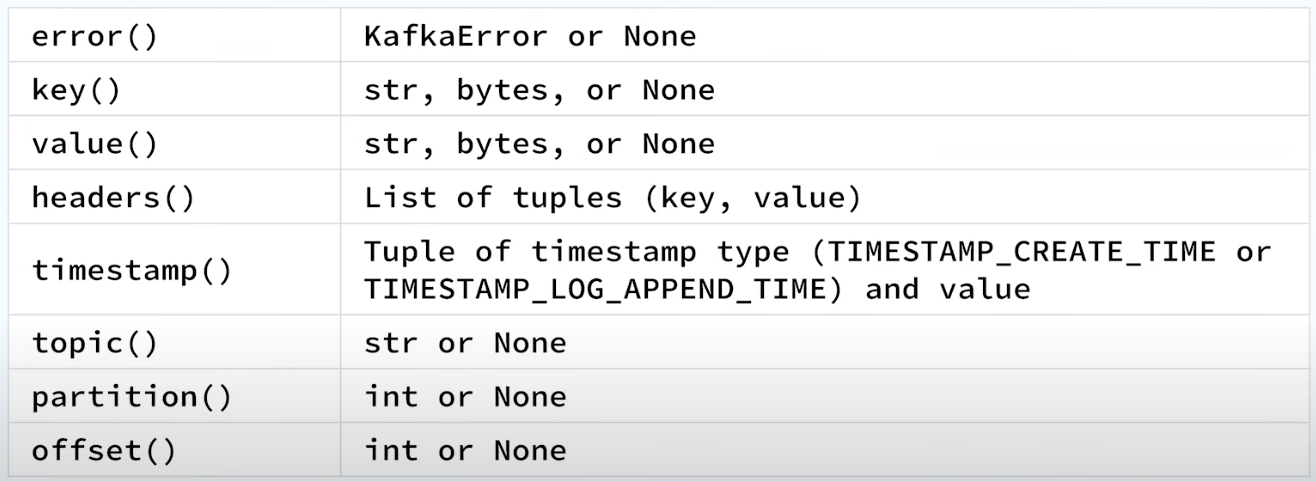 error() KafkaError or None
key() str, bytes, or None
value() str, bytes, or None
headers() List of tuples (key, value)
timestamp() Tuple of timestamp type (TIMESTAMP_CREATE_TIME or
TIMESTAMP_LOG_APPEND_TIME) and value
topic() str or None
partition() int or None
offset() int or None